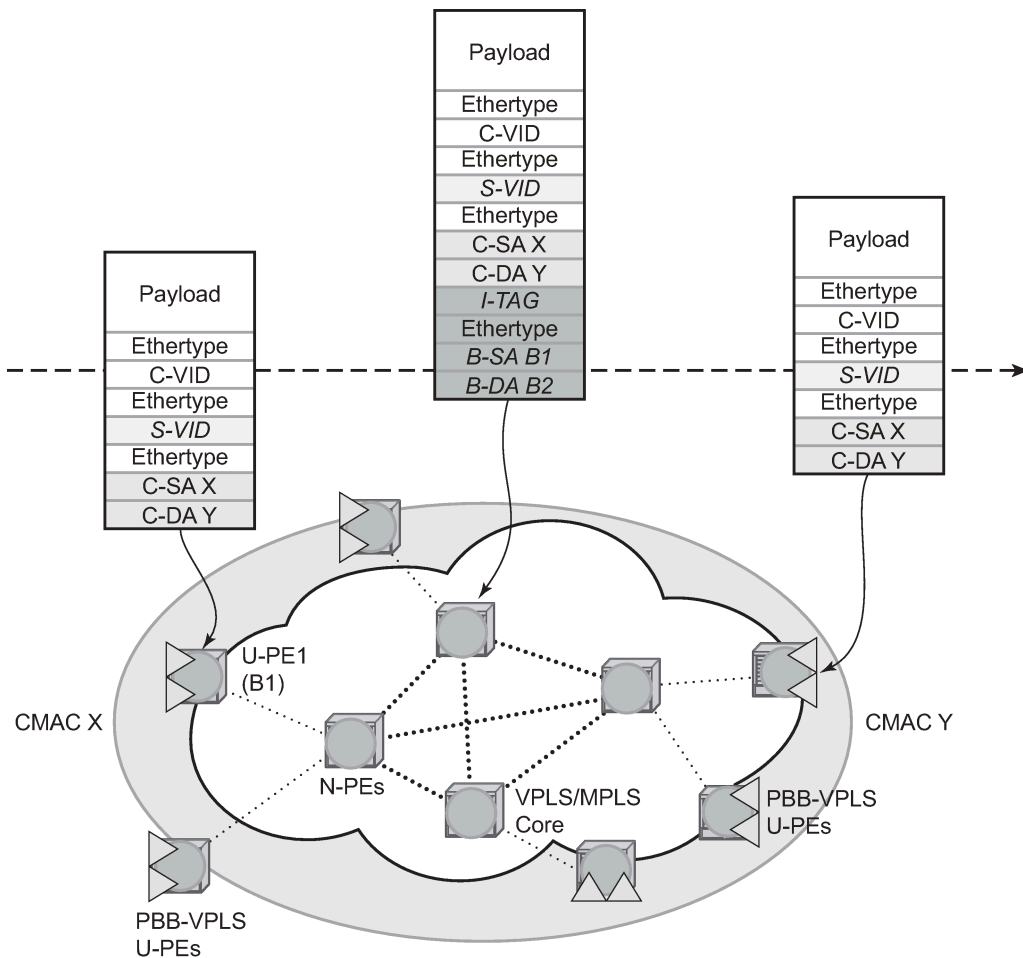 Payload
Ethertype
C-VID
Ethertype
S-VID
Ethertype
C-SA X
C-DA Y
Payload
Ethertype
C-VID
Ethertype
S-VID
Ethertype
C-SA X
C-DA Y
I-TAG
Ethertype
B-SA B1
B-DA B2
Payload
Ethertype
C-VID
Ethertype
S-VID
Ethertype
C-SA X
C-DA Y
U-PE1
(B1)
CMAC X
CMAC Y
N-PEs
VPLS/MPLS
Core
PBB-VPLS
U-PEs
PBB-VPLS
U-PEs